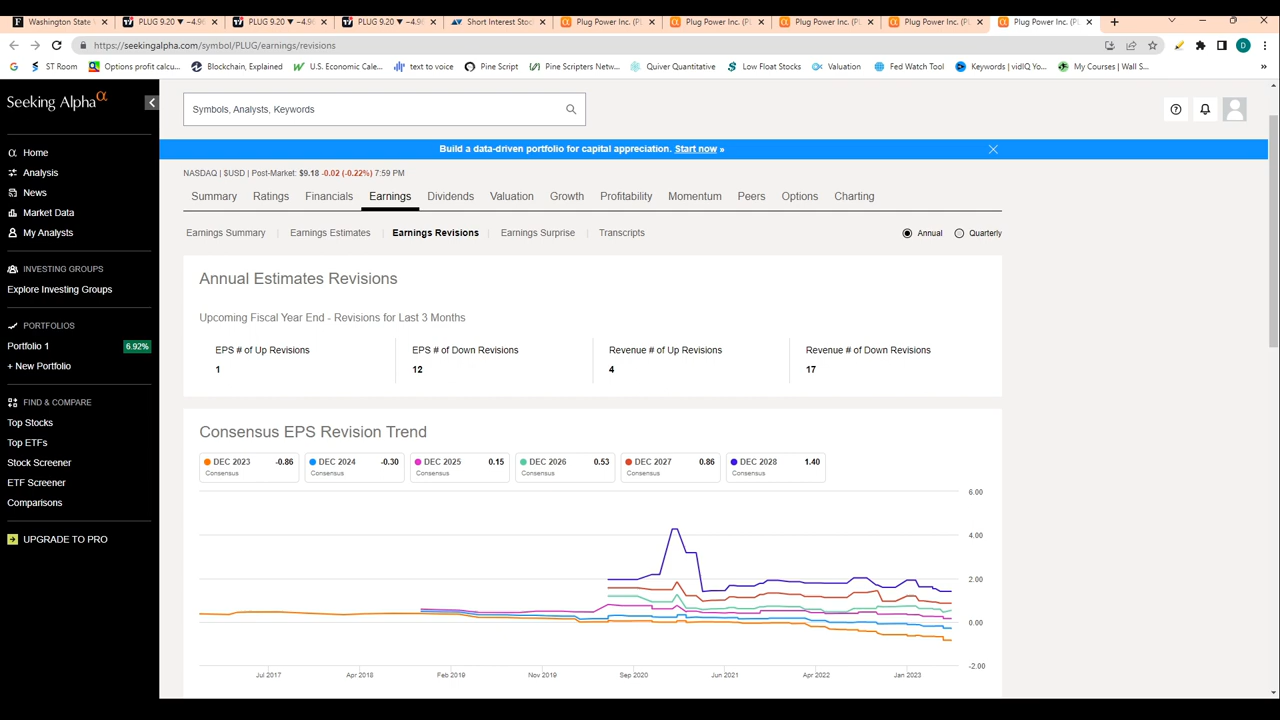 Washington State V
PLUG 9.20 ▼ −4.96
PLUG 9.20 ▼ −4.96
PLUG 9.20 ▼ −4.96
Short Interest Stoc
Plug Power Inc. (PL
Plug Power Inc. (PL
Plug Power Inc. (PL
Plug Power Inc. (PL
Plug Power Inc. (PL
https://seekingalpha.com/symbol/PLUG/earnings/revisions
D
ST Room
Options profit calcu...
Blockchain, Explained
U.S. Economic Cale...
text to voice
Pine Script
Pine Scripters Netw...
Quiver Quantitative
Low Float Stocks
Valuation
Fed Watch Tool
Keywords | vidIQ Yo...
My Courses | Wall S...
Seeking Alpha α
Symbols, Analysts, Keywords
Build a data-driven portfolio for capital appreciation. Start now »
Home
Analysis
News
Market Data
My Analysts
INVESTING GROUPS
Explore Investing Groups
PORTFOLIOS
Portfolio 1 6.92%
+ New Portfolio
FIND & COMPARE
Top Stocks
Top ETFs
Stock Screener
ETF Screener
Comparisons
UPGRADE TO PRO
NASDAQ | $USD | Post-Market: $9.18 -0.02 (-0.22%) 7:59 PM
Summary Ratings Financials Earnings Dividends Valuation Growth Profitability Momentum Peers Options Charting
Earnings Summary | Earnings Estimates | Earnings Revisions | Earnings Surprise | Transcripts
Annual Quarterly
Annual Estimates Revisions
Upcoming Fiscal Year End - Revisions for Last 3 Months
EPS # of Up Revisions EPS # of Down Revisions Revenue # of Up Revisions Revenue # of Down Revisions
1 12 4 17
Consensus EPS Revision Trend
DEC 2023 -0.86 DEC 2024 -0.30 DEC 2025 0.15 DEC 2026 0.53 DEC 2027 0.86 DEC 2028 1.40
Consensus Consensus Consensus Consensus Consensus Consensus
6.00
4.00
2.00
0.00
-2.00
Jul 2017 Apr 2018 Feb 2019 Nov 2019 Sep 2020 Jun 2021 Apr 2022 Jan 2023